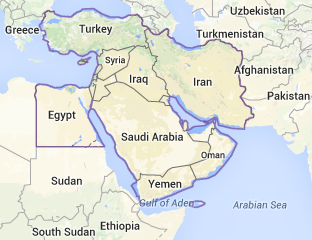 Uzbekistan
Greece
Turkey
Turkmenistan
Syria
Afghanistan
Iraq
Iran
Pakistan
Egypt
Saudi Arabia
Oman
Sudan
Yemen
Gulf of Aden
Arabian Sea
Ethiopia
South Sudan